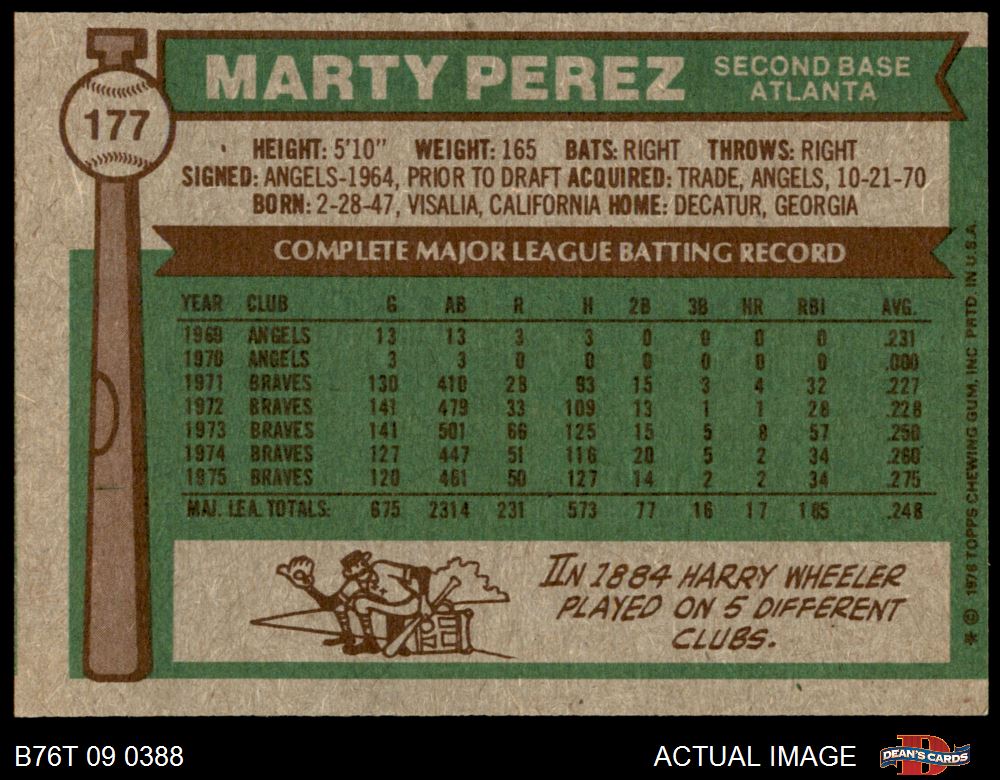 MARTY PEREZ
SECOND BASE
ATLANTA
177
HEIGHT: 5'10" WEIGHT: 165 BATS: RIGHT THROWS: RIGHT
SIGNED: ANGELS-1964, PRIOR TO DRAFT ACQUIRED: TRADE, ANGELS, 10-21-70
BORN: 2-28-47, VISALIA, CALIFORNIA HOME: DECATUR, GEORGIA
COMPLETE MAJOR LEAGUE BATTING RECORD
YEAR CLUB G AB R H 2B 3B HR RBI AVG.
1969 ANGELS 13 13 3 3 0 0 0 0 .231
1970 ANGELS 3 3 0 0 0 0 0 0 .000
1971 BRAVES 130 410 28 93 15 3 4 32 .227
1972 BRAVES 141 479 33 109 13 1 1 28 .228
1973 BRAVES 141 501 66 125 15 5 8 57 .250
1974 BRAVES 127 447 51 116 20 5 2 34 .260
1975 BRAVES 120 461 50 127 14 2 2 34 .275
MAJ. LEA. TOTALS: 675 2314 231 573 77 16 17 185 .248
IN 1884 HARRY WHEELER
PLAYED ON 5 DIFFERENT
CLUBS.
* © 1976 TOPPS CHEWING GUM, INC PRTD. IN U.S.A.
B76T 09 0388
ACTUAL IMAGE
D
DEAN'S CARDS